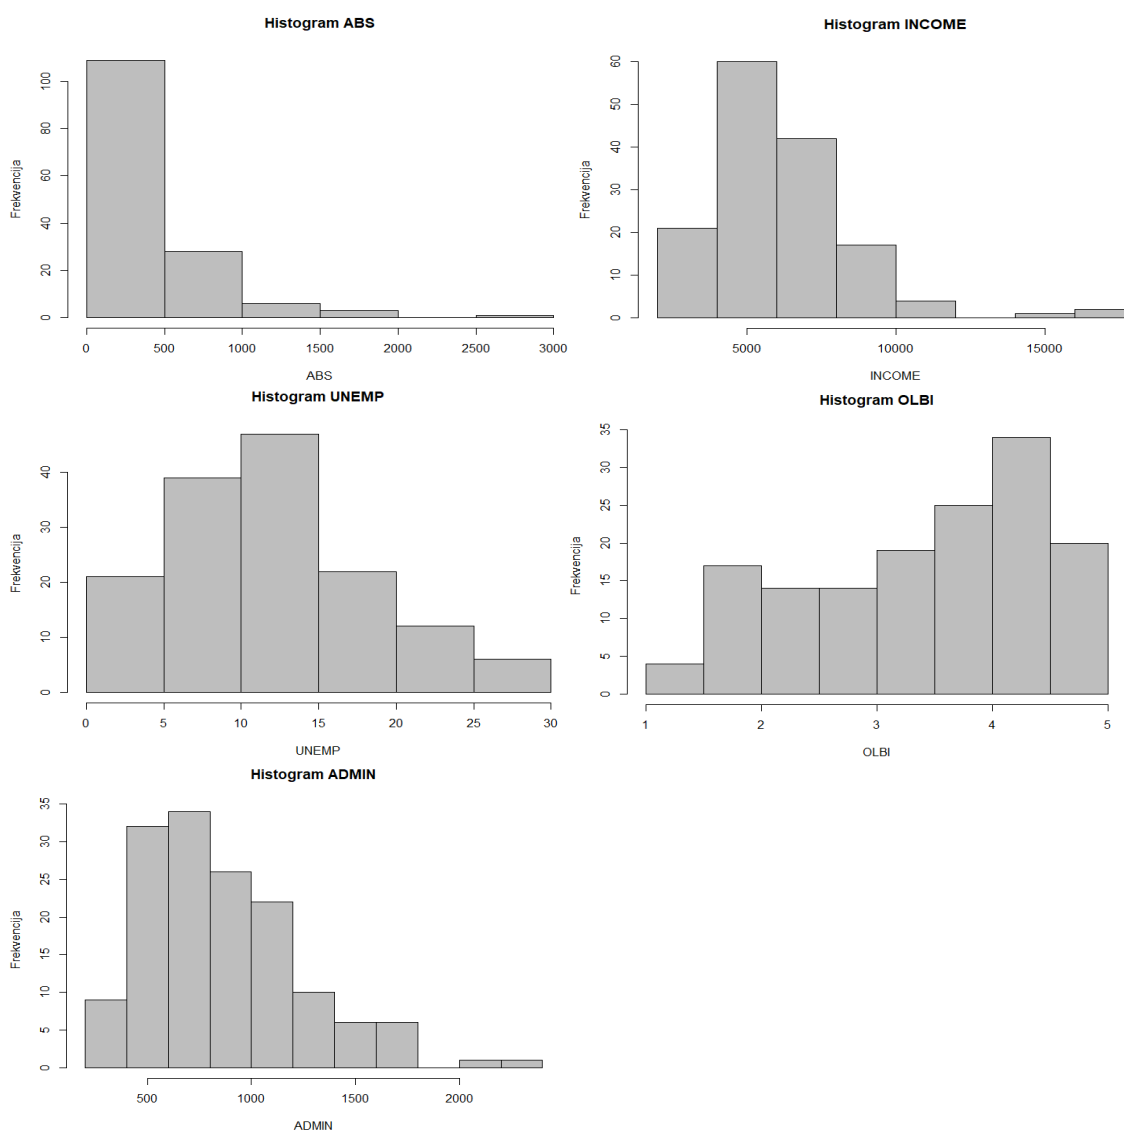 Histogram ABS
Frekvencija
0 20 40 60 80 100
0 500 1000 1500 2000 2500 3000
ABS
Histogram INCOME
Frekvencija
0 10 20 30 40 50 60
5000 10000 15000
INCOME
Histogram UNEMP
Frekvencija
0 10 20 30 40
0 5 10 15 20 25 30
UNEMP
Histogram OLBI
Frekvencija
0 5 10 15 20 25 30 35
1 2 3 4 5
OLBI
Histogram ADMIN
Frekvencija
0 5 10 15 20 25 30 35
500 1000 1500 2000
ADMIN